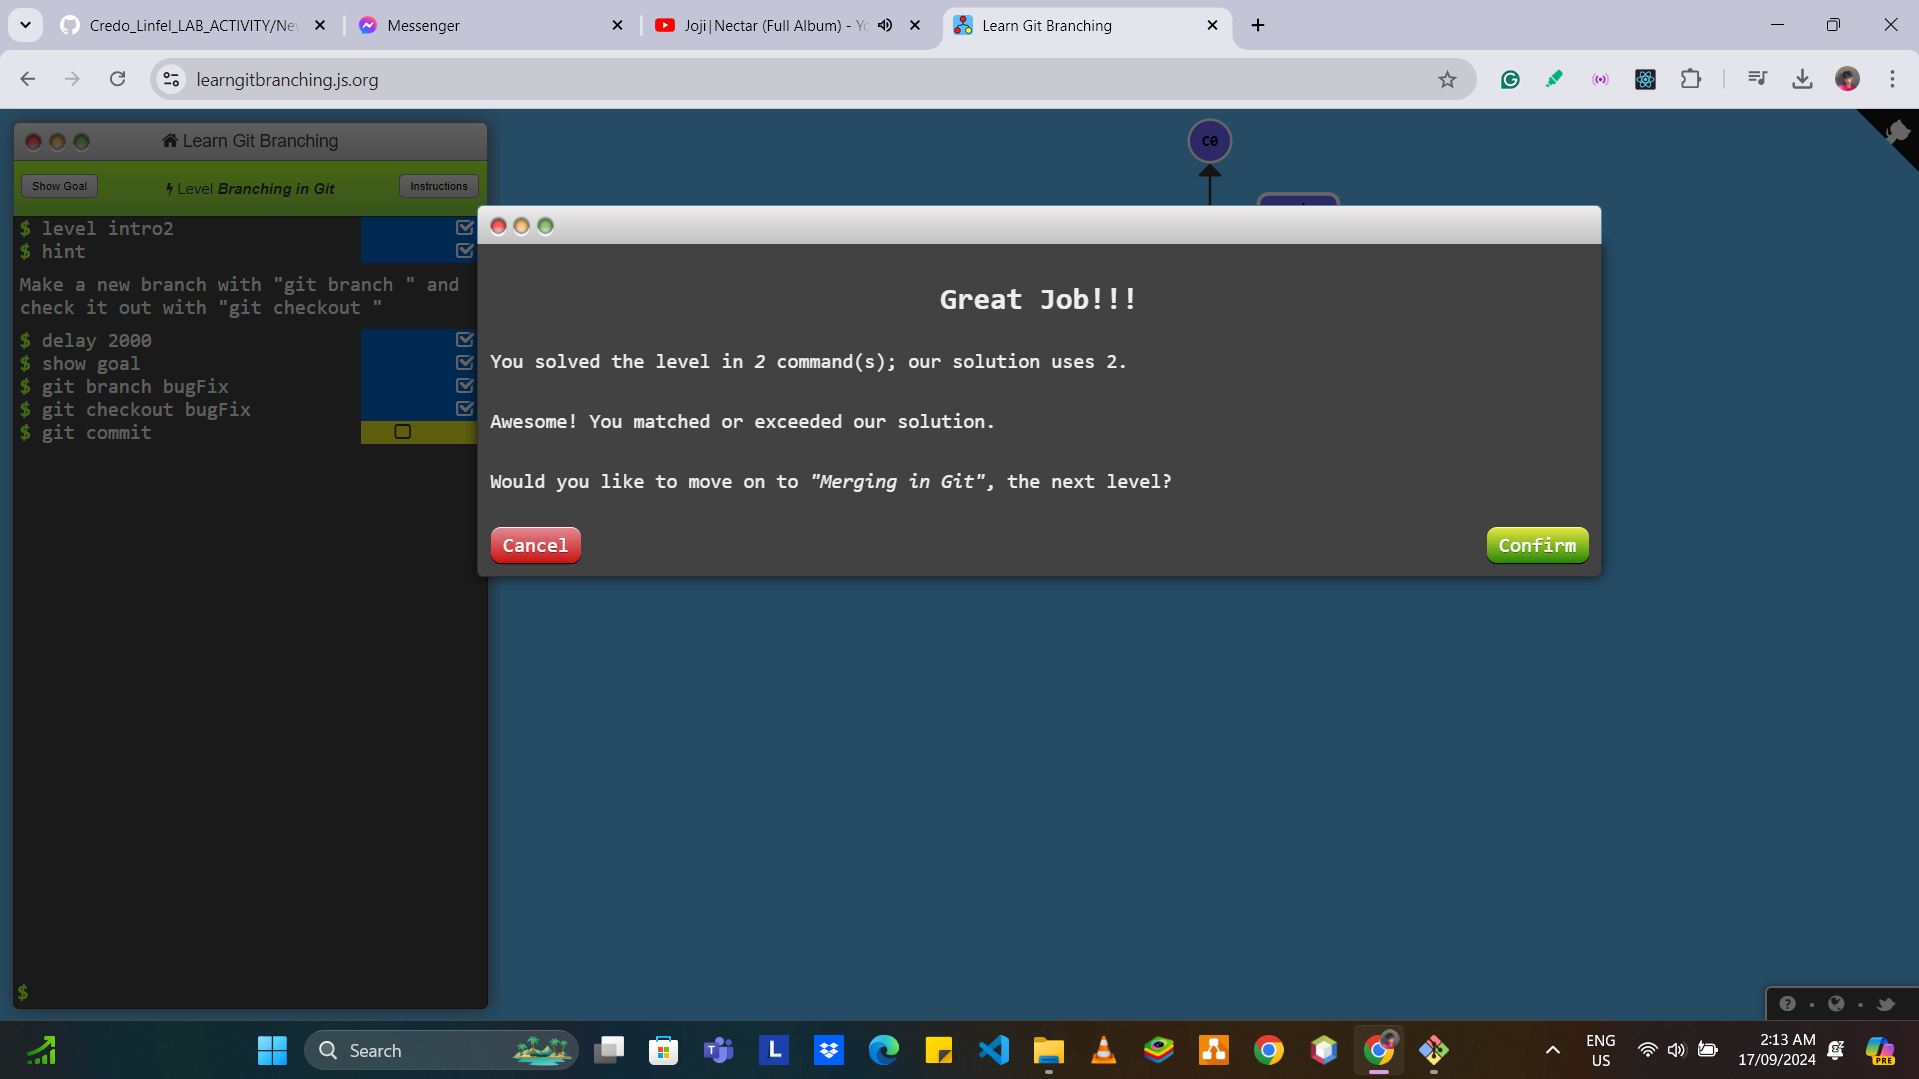 Credo_Linfel_LAB_ACTIVITY/Ne
Messenger
Joji|Nectar (Full Album) - Yo
Learn Git Branching
learngitbranching.js.org
Learn Git Branching
Show Goal
Level Branching in Git
Instructions
$ level intro2
$ hint
Make a new branch with "git branch " and
check it out with "git checkout "
$ delay 2000
$ show goal
$ git branch bugFix
$ git checkout bugFix
$ git commit
$
C0
Great Job!!!
You solved the level in 2 command(s); our solution uses 2.
Awesome! You matched or exceeded our solution.
Would you like to move on to "Merging in Git", the next level?
Cancel
Confirm
Search
L
ENG
US
2:13 AM
17/09/2024
PRE